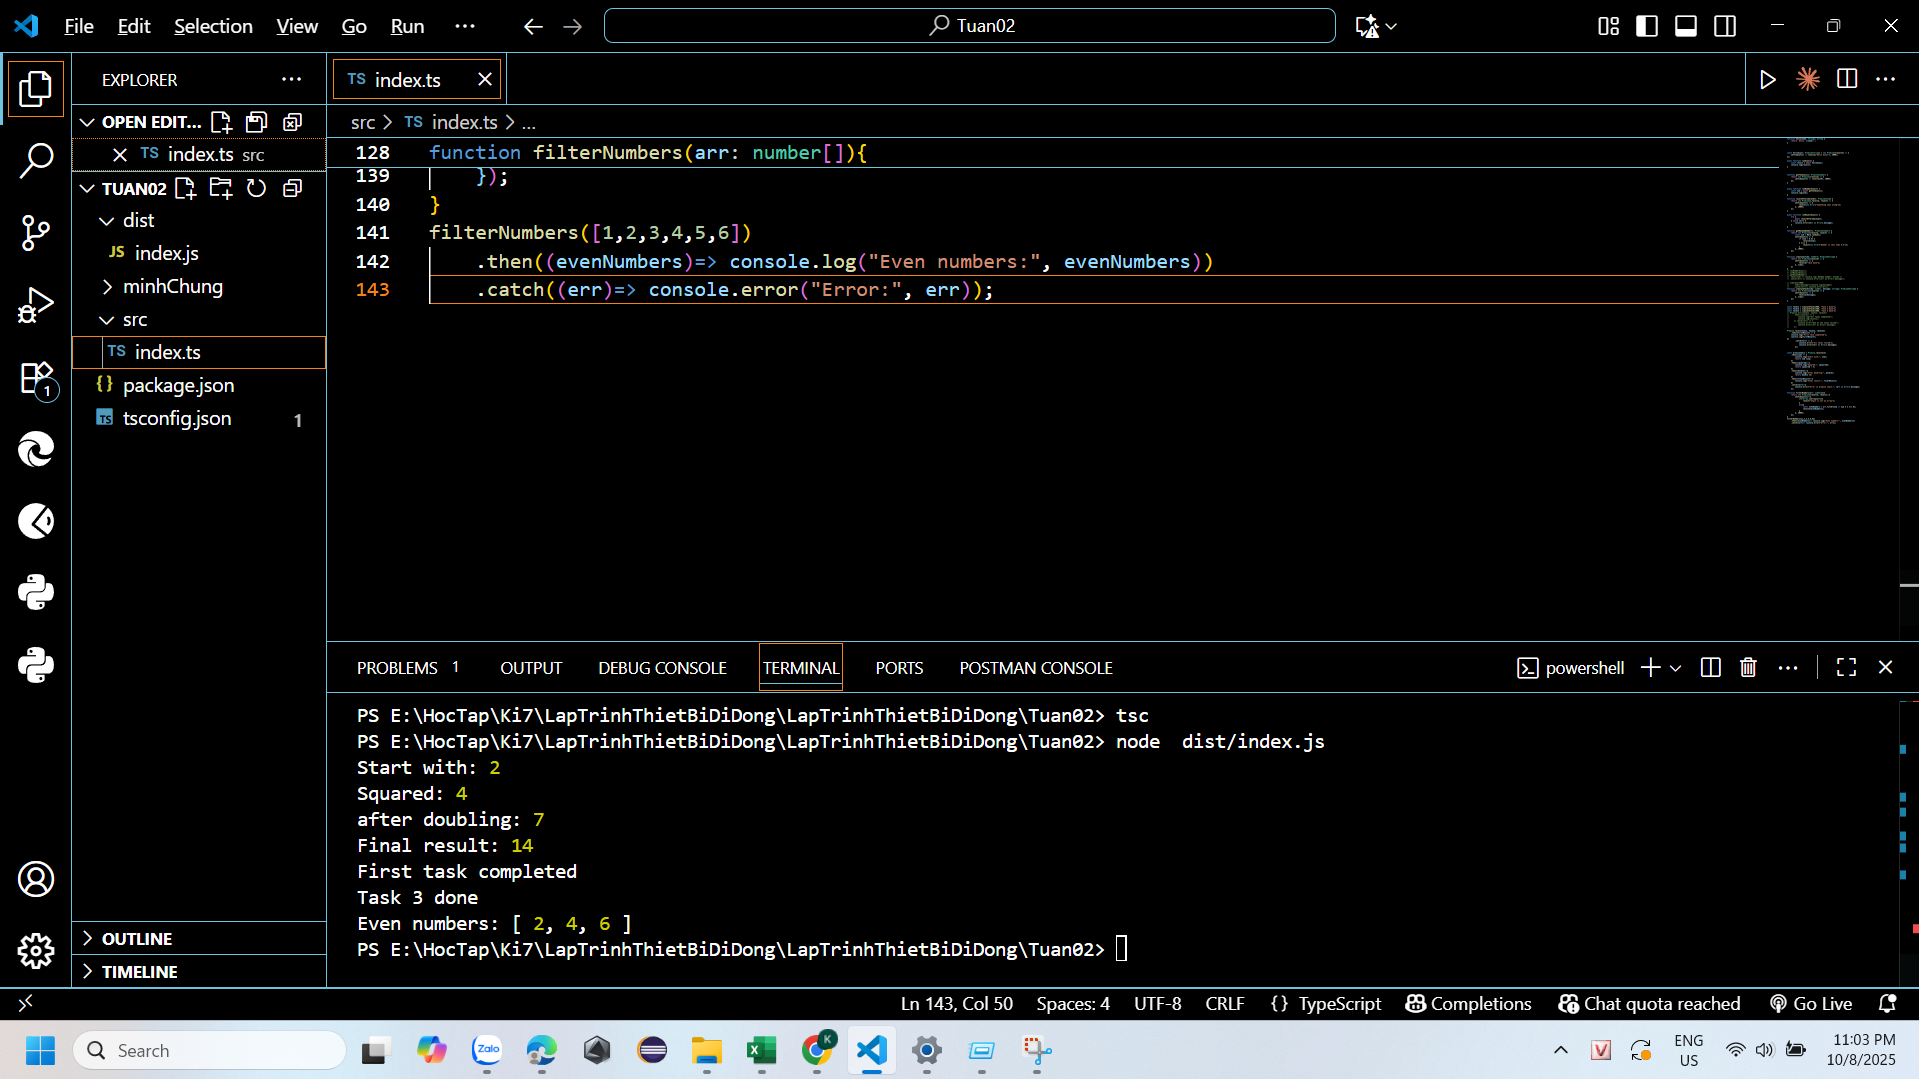 File Edit Selection View Go Run ··· Tuan02
EXPLORER ···
OPEN EDIT...
TS index.ts src
TUAN02
dist
JS index.js
minhChung
src
TS index.ts
{} package.json
TS tsconfig.json 1
OUTLINE
TIMELINE
1
TS index.ts
src > TS index.ts > ...
128 function filterNumbers(arr: number[]){
139 });
140 }
141 filterNumbers([1,2,3,4,5,6])
142 .then((evenNumbers)=> console.log("Even numbers:", evenNumbers))
143 .catch((err)=> console.error("Error:", err));
PROBLEMS 1 OUTPUT DEBUG CONSOLE TERMINAL PORTS POSTMAN CONSOLE powershell
PS E:\HocTap\Ki7\LapTrinhThietBiDiDong\LapTrinhThietBiDiDong\Tuan02> tsc
PS E:\HocTap\Ki7\LapTrinhThietBiDiDong\LapTrinhThietBiDiDong\Tuan02> node  dist/index.js
Start with: 2
Squared: 4
after doubling: 7
Final result: 14
First task completed
Task 3 done
Even numbers: [ 2, 4, 6 ]
PS E:\HocTap\Ki7\LapTrinhThietBiDiDong\LapTrinhThietBiDiDong\Tuan02>
Ln 143, Col 50 Spaces: 4 UTF-8 CRLF {} TypeScript Completions Chat quota reached Go Live
Search Zalo K V ENG US 11:03 PM
10/8/2025